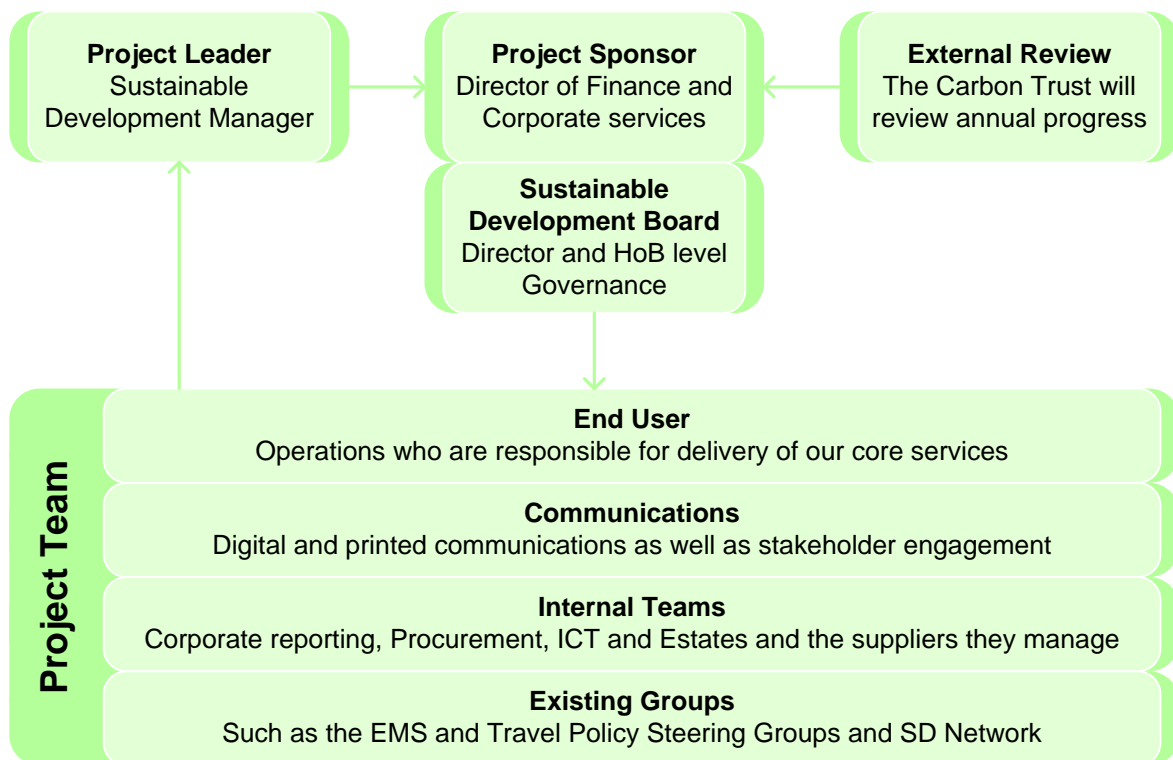 Project Leader
Sustainable
Development Manager
Project Sponsor
Director of Finance and
Corporate services
External Review
The Carbon Trust will
review annual progress
Sustainable
Development Board
Director and HoB level
Governance
Project Team
End User
Operations who are responsible for delivery of our core services
Communications
Digital and printed communications as well as stakeholder engagement
Internal Teams
Corporate reporting, Procurement, ICT and Estates and the suppliers they manage
Existing Groups
Such as the EMS and Travel Policy Steering Groups and SD Network